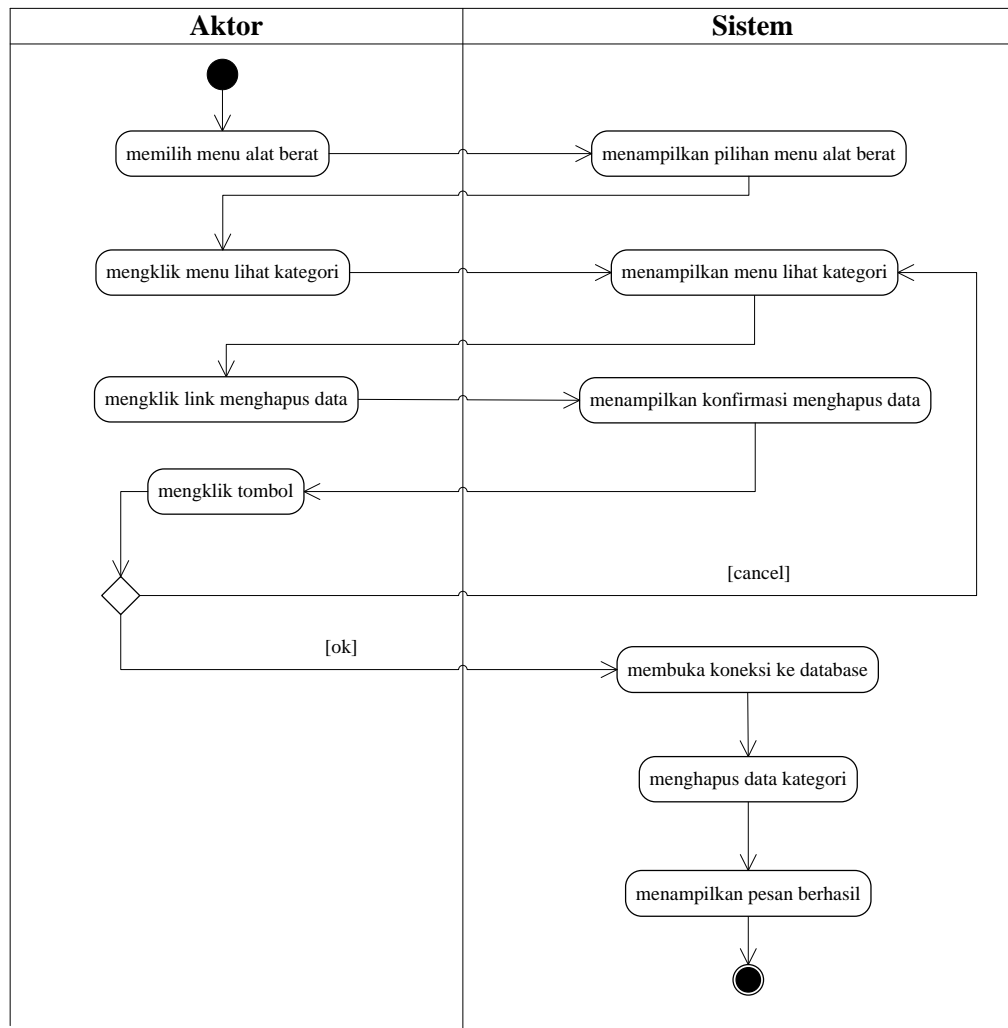 Aktor
Sistem
memilih menu alat berat
menampilkan pilihan menu alat berat
mengklik menu lihat kategori
menampilkan menu lihat kategori
mengklik link menghapus data
menampilkan konfirmasi menghapus data
mengklik tombol
[cancel]
[ok]
membuka koneksi ke database
menghapus data kategori
menampilkan pesan berhasil